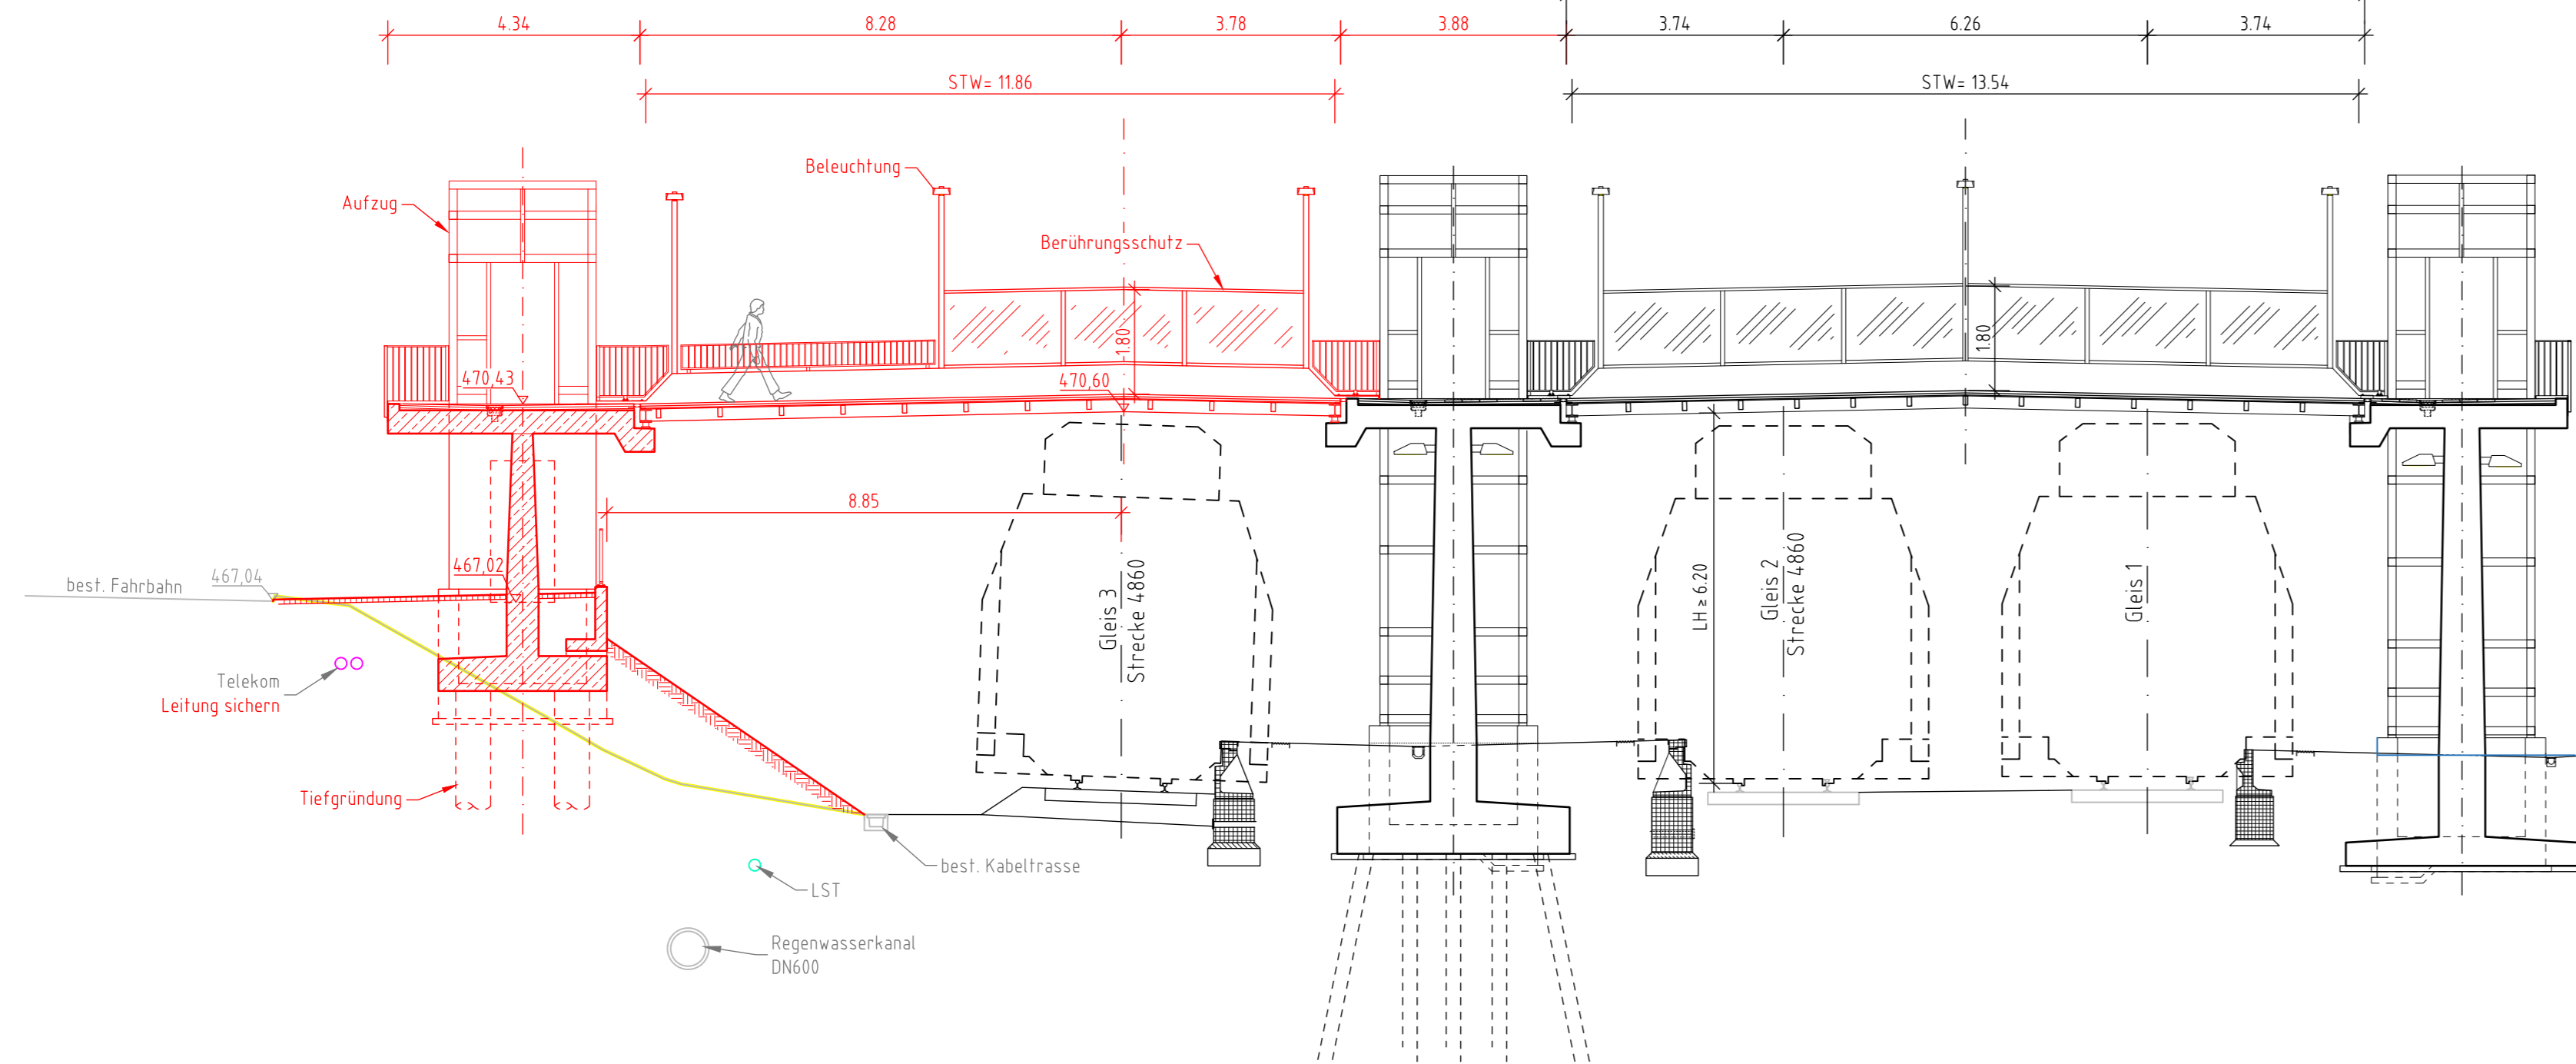 4.34
8.28
3.78
3.88
3.74
6.26
3.74
STW= 11.86
STW= 13.54
Beleuchtung
Aufzug
Berührungsschutz
1.80
1.80
470,43
470,60
8.85
467,02
467,04
best. Fahrbahn
Gleis 3
Strecke 4860
LH ≥ 6.20
Gleis 2
Strecke 4860
Gleis 1
Telekom
Leitung sichern
Tiefgründung
best. Kabeltrasse
LST
Regenwasserkanal
DN600